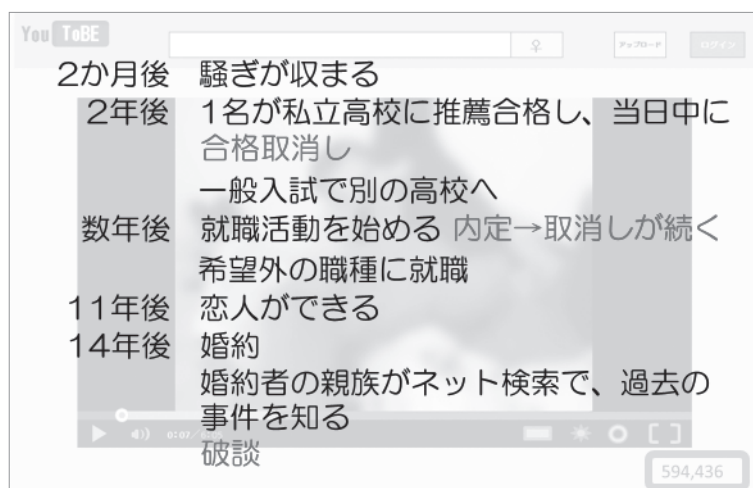 You ToBE
アップロード
ログイン
2か月後 騒ぎが収まる
2年後 1名が私立高校に推薦合格し、当日中に
合格取消し
一般入試で別の高校へ
数年後 就職活動を始める 内定→取消しが続く
希望外の職種に就職
11年後 恋人ができる
14年後 婚約
婚約者の親族がネット検索で、過去の
事件を知る
破談
594,436